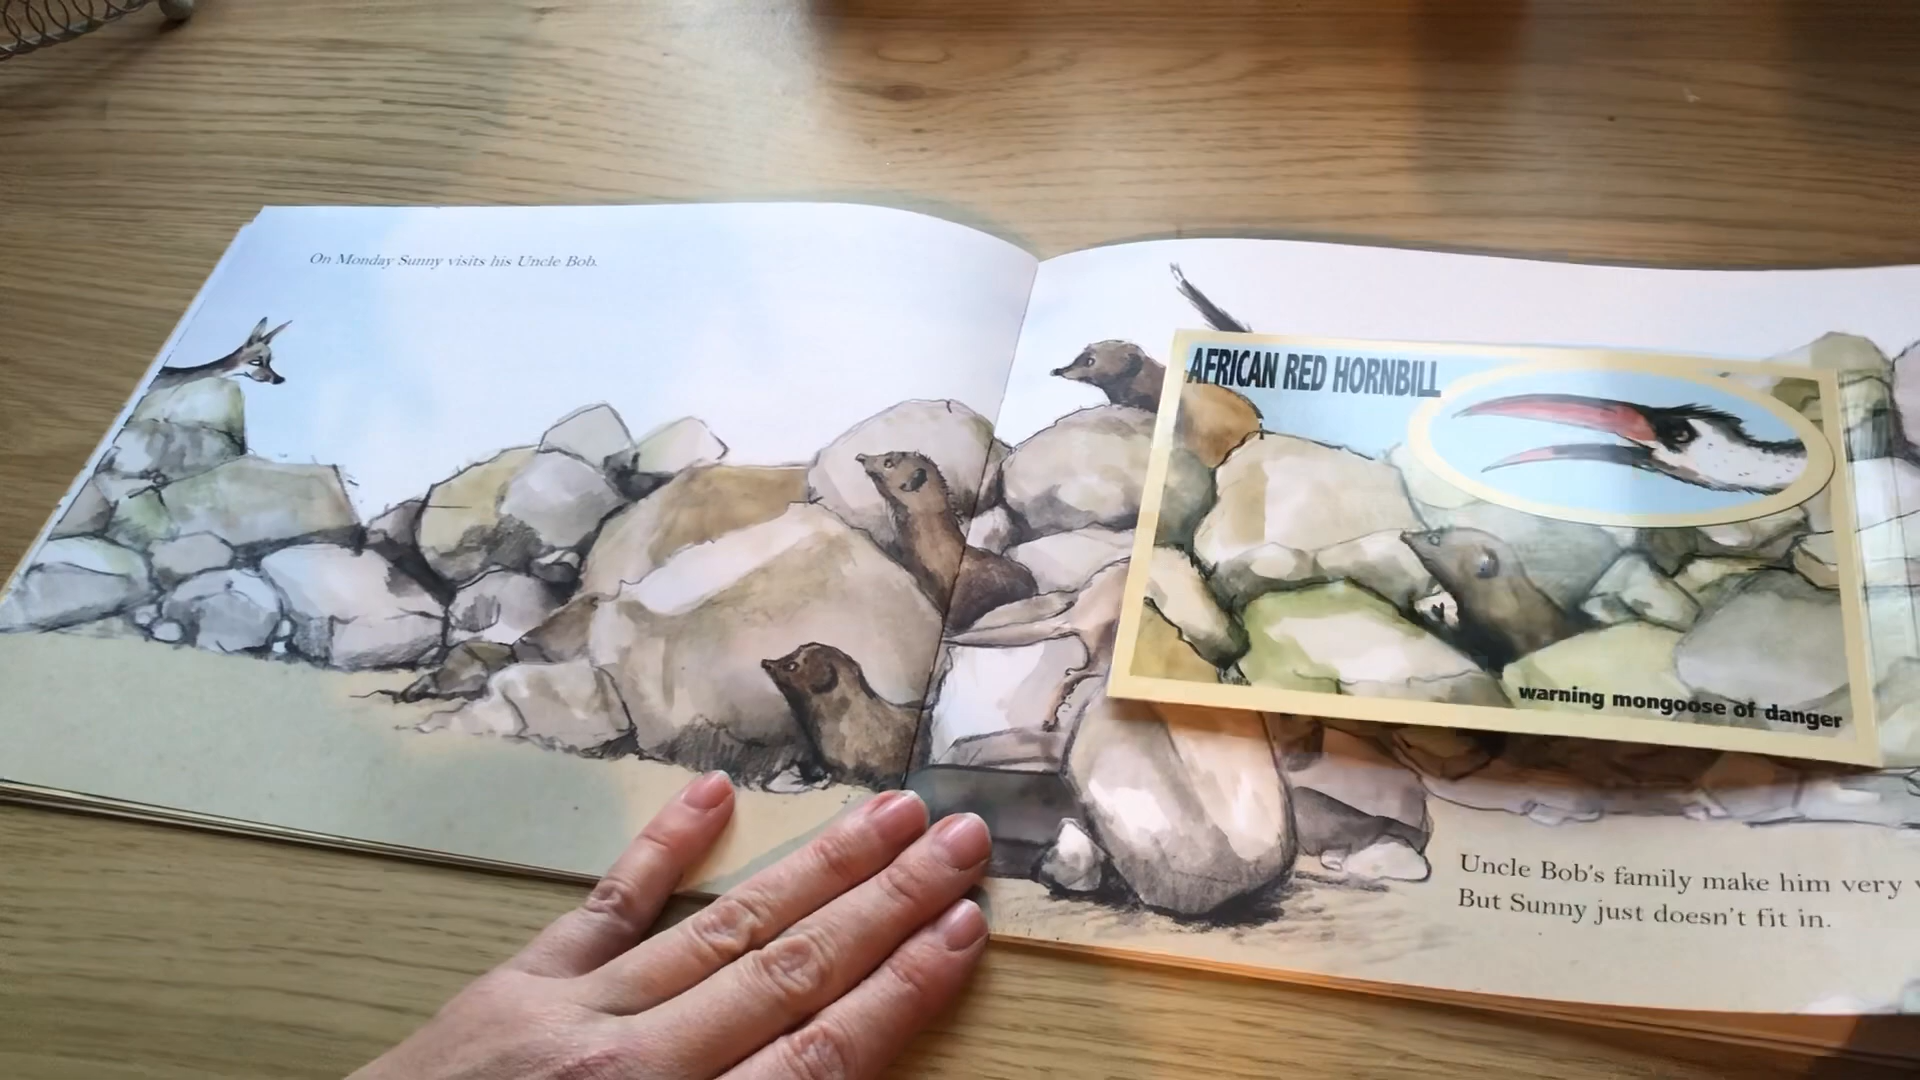 On Monday Sunny visits his Uncle Bob.
AFRICAN RED HORNBILL
warning mongoose of danger
Uncle Bob's family make him very
But Sunny just doesn't fit in.